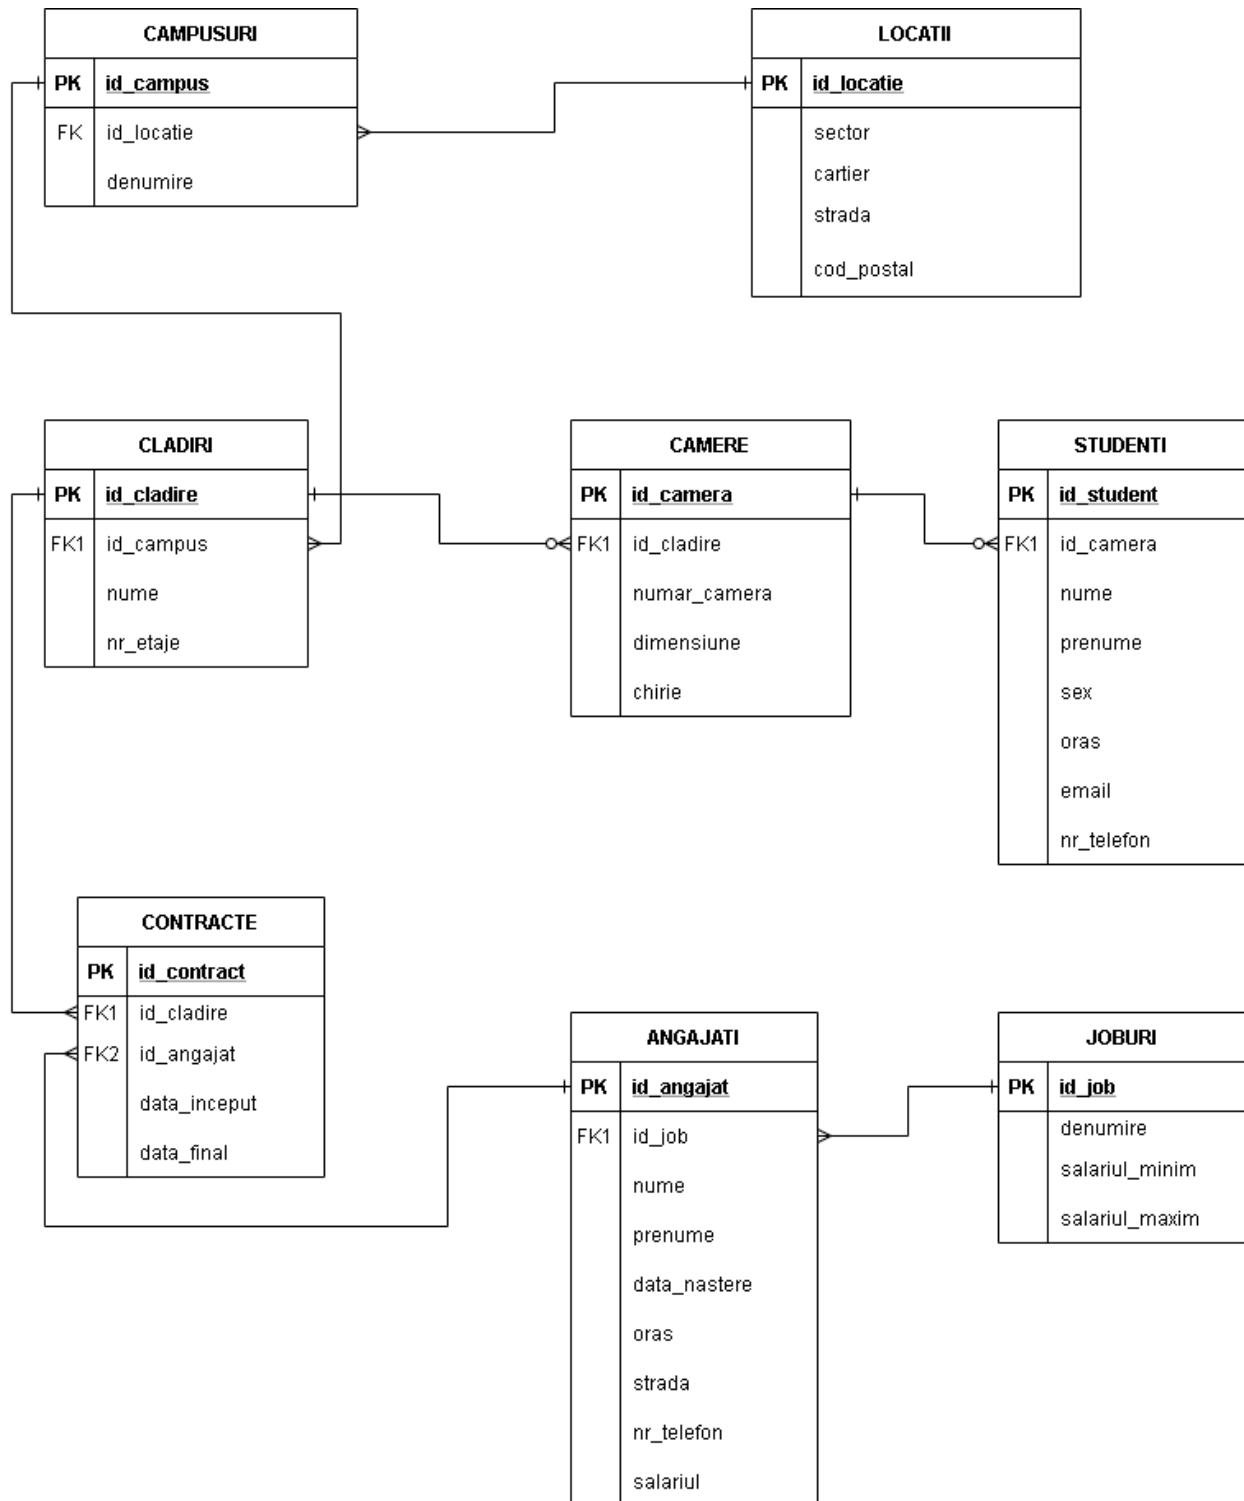 CAMPUSURI
PK id_campus
FK id_locatie
denumire
LOCATII
PK id_locatie
sector
cartier
strada
cod_postal
CLADIRI
PK id_cladire
FK1 id_campus
nume
nr_etaje
CAMERE
PK id_camera
FK1 id_cladire
numar_camera
dimensiune
chirie
STUDENTI
PK id_student
FK1 id_camera
nume
prenume
sex
oras
email
nr_telefon
CONTRACTE
PK id_contract
FK1 id_cladire
FK2 id_angajat
data_inceput
data_final
ANGAJATI
PK id_angajat
FK1 id_job
nume
prenume
data_nastere
oras
strada
nr_telefon
salariul
JOBURI
PK id_job
denumire
salariul_minim
salariul_maxim